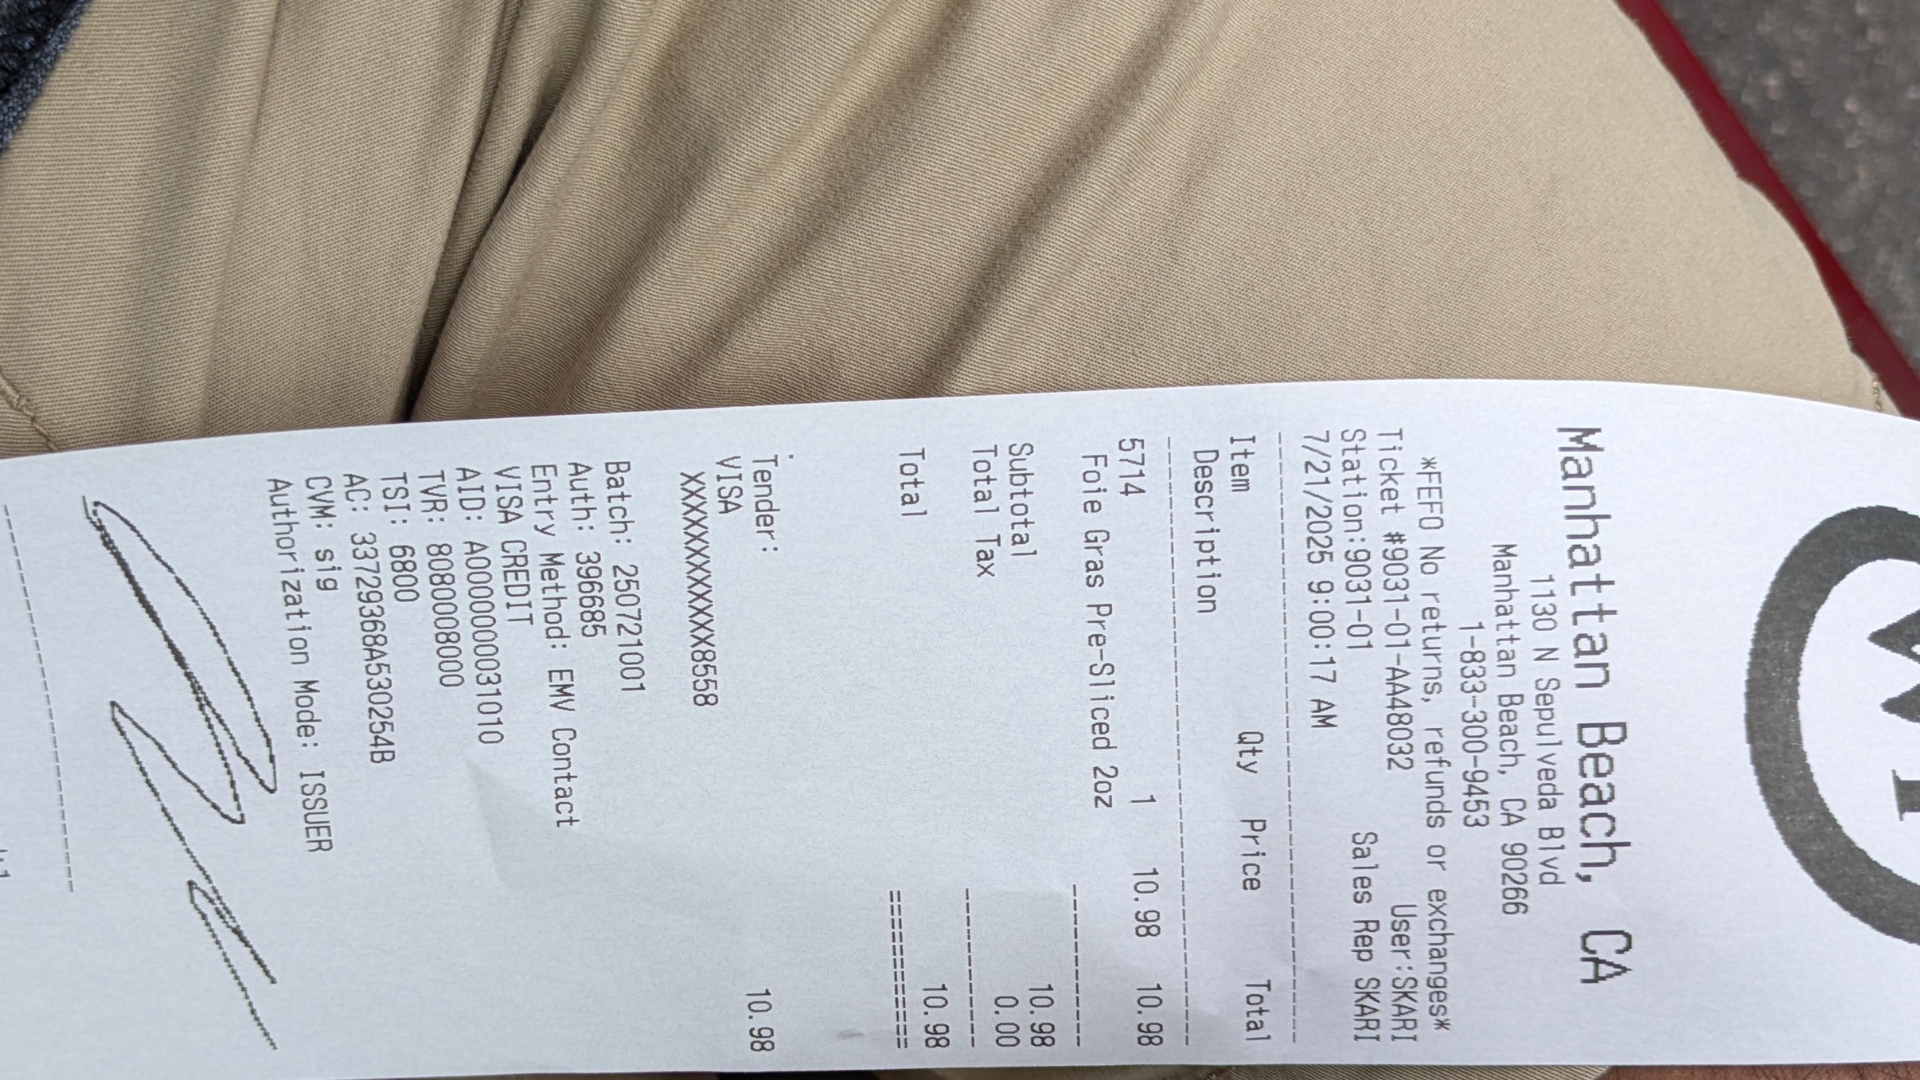 Manhattan Beach, CA
1130 N Sepulveda Blvd
Manhattan Beach, CA 90266
1-833-300-9453
*FEFO No returns, refunds or exchanges*
Ticket #9031-01-AA48032 User:SKARI
Station:9031-01 Sales Rep SKARI
7/21/2025 9:00:17 AM
Item Qty Price Total
Description
5714 1 10.98 10.98
Foie Gras Pre-Sliced 2oz
Subtotal 10.98
Total Tax 0.00
Total 10.98
Tender:
VISA 10.98
XXXXXXXXXXXX8558
Batch: 250721001
Auth: 396685
Entry Method: EMV Contact
VISA CREDIT
AID: A0000000031010
TVR: 8080008000
TSI: 6800
AC: 33729368A530254B
CVM: sig
Authorization Mode: ISSUER